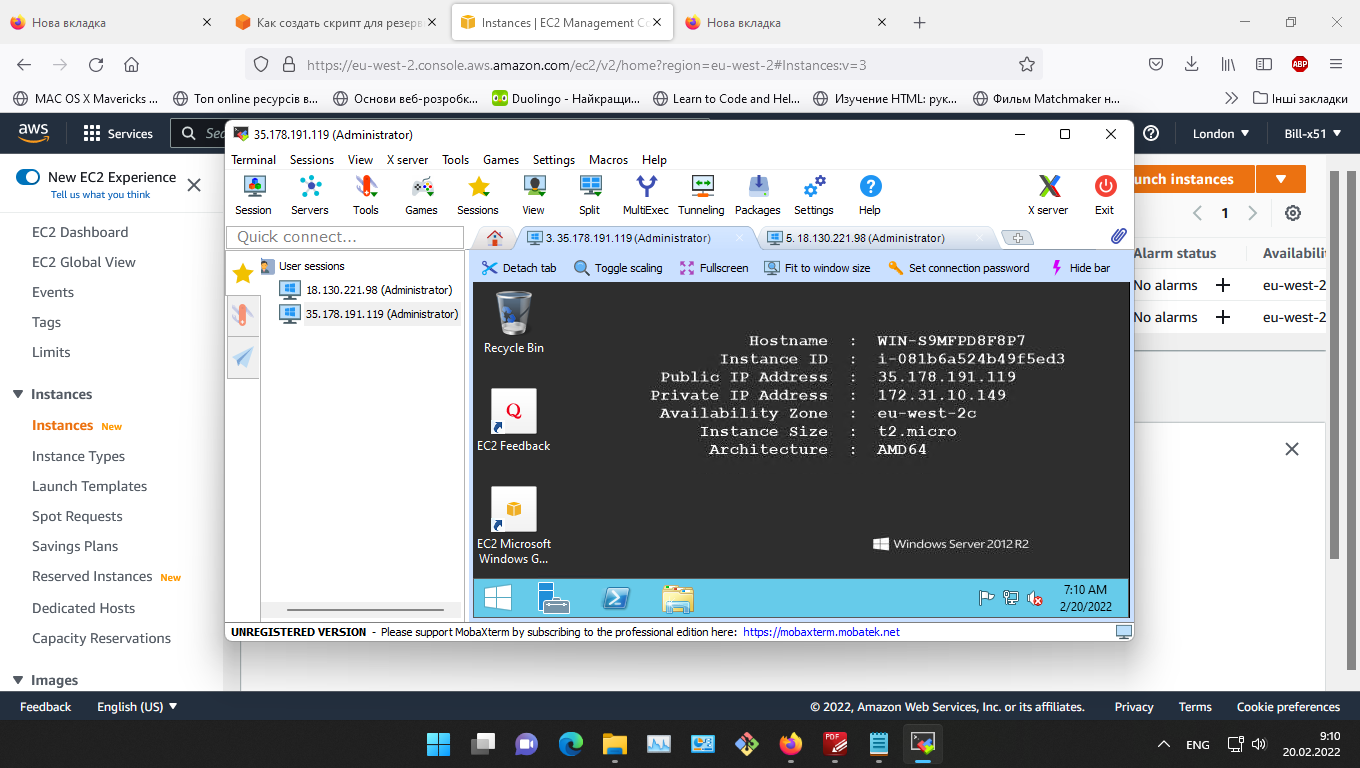 Нова вкладка
Как создать скрипт для резерв
Instances | EC2 Management Co
Нова вкладка
https://eu-west-2.console.aws.amazon.com/ec2/v2/home?region=eu-west-2#Instances:v=3
ABP
MAC OS X Mavericks ...
Топ online ресурсів в...
Основи веб-розробк...
Duolingo - Найкращи...
Learn to Code and Hel...
Изучение HTML: рук...
Фильм Matchmaker н...
Інші закладки
aws
Services
London
Bill-x51
35.178.191.119 (Administrator)
Terminal Sessions View X server Tools Games Settings Macros Help
Session Servers Tools Games Sessions View Split MultiExec Tunneling Packages Settings Help X server Exit
Quick connect...
3. 35.178.191.119 (Administrator)
5. 18.130.221.98 (Administrator)
User sessions
18.130.221.98 (Administrator)
35.178.191.119 (Administrator)
Detach tab Toggle scaling Fullscreen Fit to window size Set connection password Hide bar
Recycle Bin
EC2 Feedback
EC2 Microsoft
Windows G...
Hostname : WIN-S9MFPD8F8P7
Instance ID : i-081b6a524b49f5ed3
Public IP Address : 35.178.191.119
Private IP Address : 172.31.10.149
Availability Zone : eu-west-2c
Instance Size : t2.micro
Architecture : AMD64
Windows Server 2012 R2
7:10 AM
2/20/2022
UNREGISTERED VERSION - Please support MobaXterm by subscribing to the professional edition here: https://mobaxterm.mobatek.net
New EC2 Experience
Tell us what you think
EC2 Dashboard
EC2 Global View
Events
Tags
Limits
Instances
Instances New
Instance Types
Launch Templates
Spot Requests
Savings Plans
Reserved Instances New
Dedicated Hosts
Capacity Reservations
Images
unch instances
1
Alarm status
Availabili
No alarms
eu-west-2
No alarms
eu-west-2
Feedback
English (US)
© 2022, Amazon Web Services, Inc. or its affiliates.
Privacy
Terms
Cookie preferences
PDF
ENG
9:10
20.02.2022